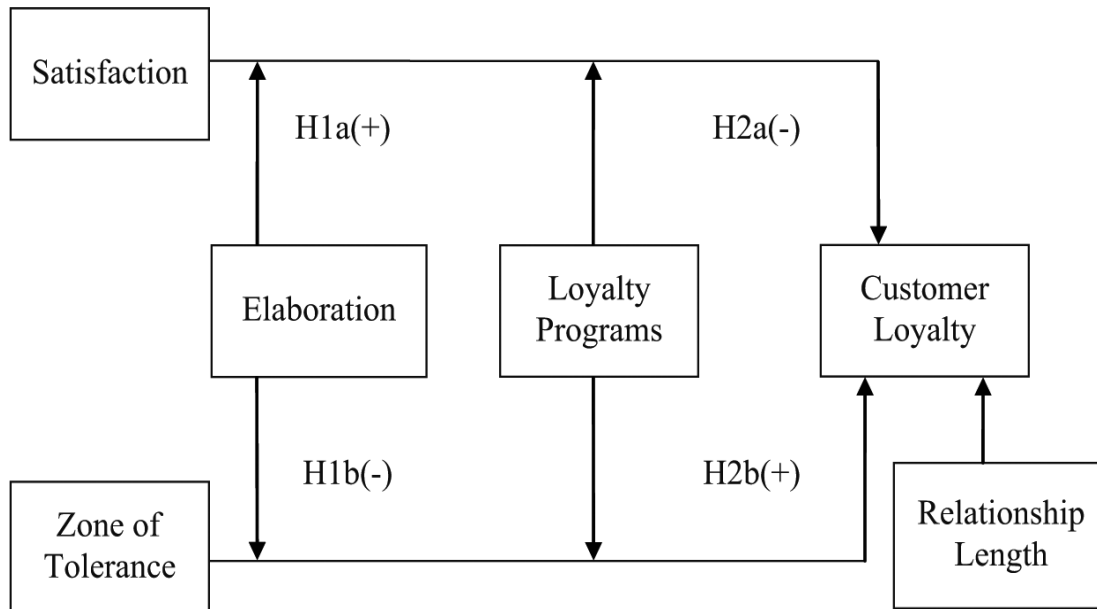 Satisfaction
H1a(+)
H2a(-)
Elaboration
Loyalty
Programs
Customer
Loyalty
H1b(-)
H2b(+)
Zone of
Tolerance
Relationship
Length